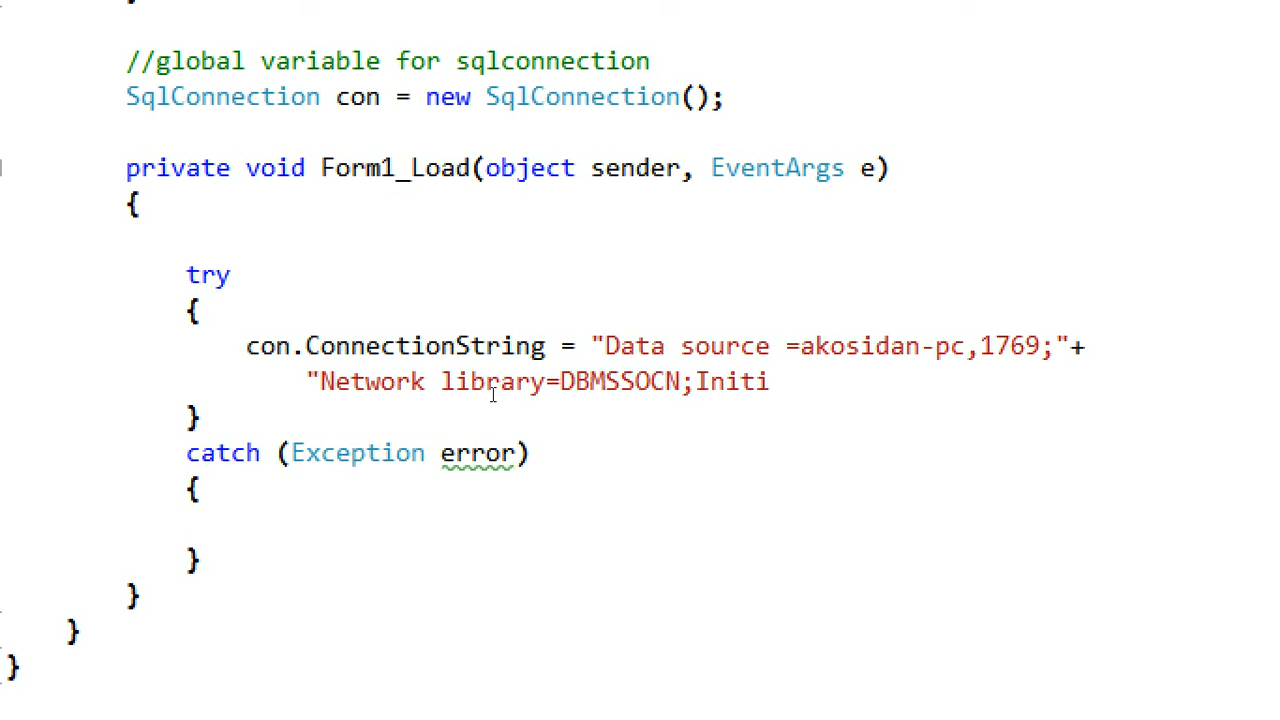 //global variable for sqlconnection
SqlConnection con = new SqlConnection();
private void Form1_Load(object sender, EventArgs e)
{
try
{
con.ConnectionString = "Data source =akosidan-pc,1769;"+
"Network library=DBMSSOCN;Initi
}
catch (Exception error)
{
}
}
}
}